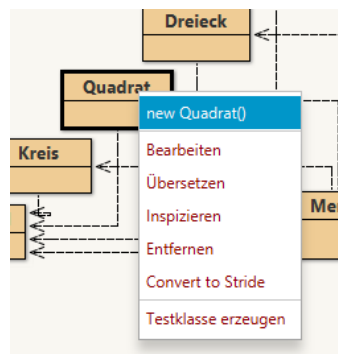 Dreieck
Quadrat
new Quadrat()
Bearbeiten
Kreis
Übersetzen
Inspizieren
Entfernen
Convert to Stride
Testklasse erzeugen